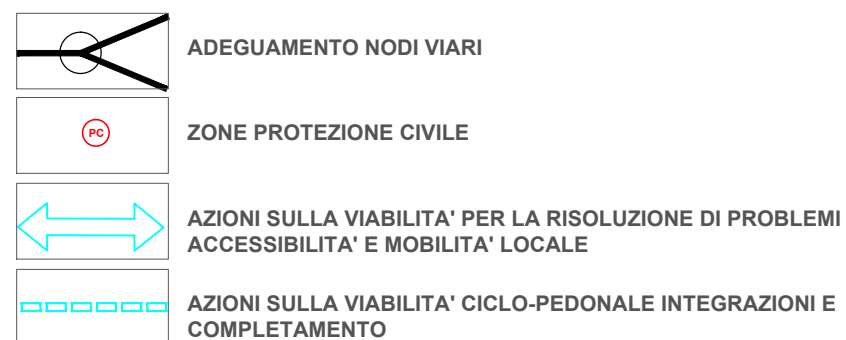 ADEGUAMENTO NODI VIARI
PC
ZONE PROTEZIONE CIVILE
AZIONI SULLA VIABILITA' PER LA RISOLUZIONE DI PROBLEMI
ACCESSIBILITA' E MOBILITA' LOCALE
AZIONI SULLA VIABILITA' CICLO-PEDONALE INTEGRAZIONI E
COMPLETAMENTO